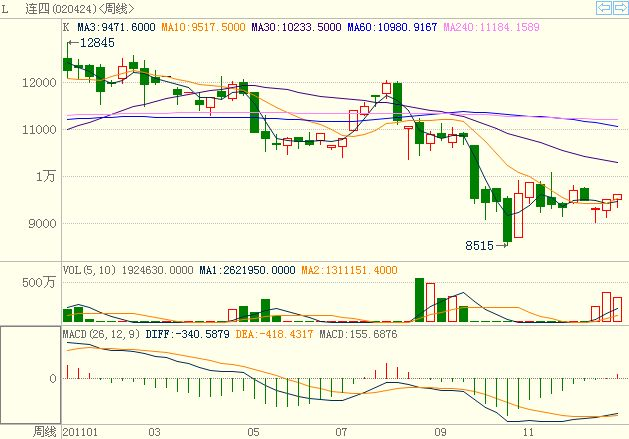 L 连四(020424)<周线>
K MA3:9471.6000 MA10:9517.5000 MA30:10233.5000 MA60:10980.9167 MA240:11184.1589
←12845
12000
11000
1万
9000
8515→
VOL(5,10) 1924630.0000 MA1:2621950.0000 MA2:1311151.4000
500万
MACD(26,12,9) DIFF:-340.5879 DEA:-418.4317 MACD:155.6876
0
周线 201101 03 05 07 09 11